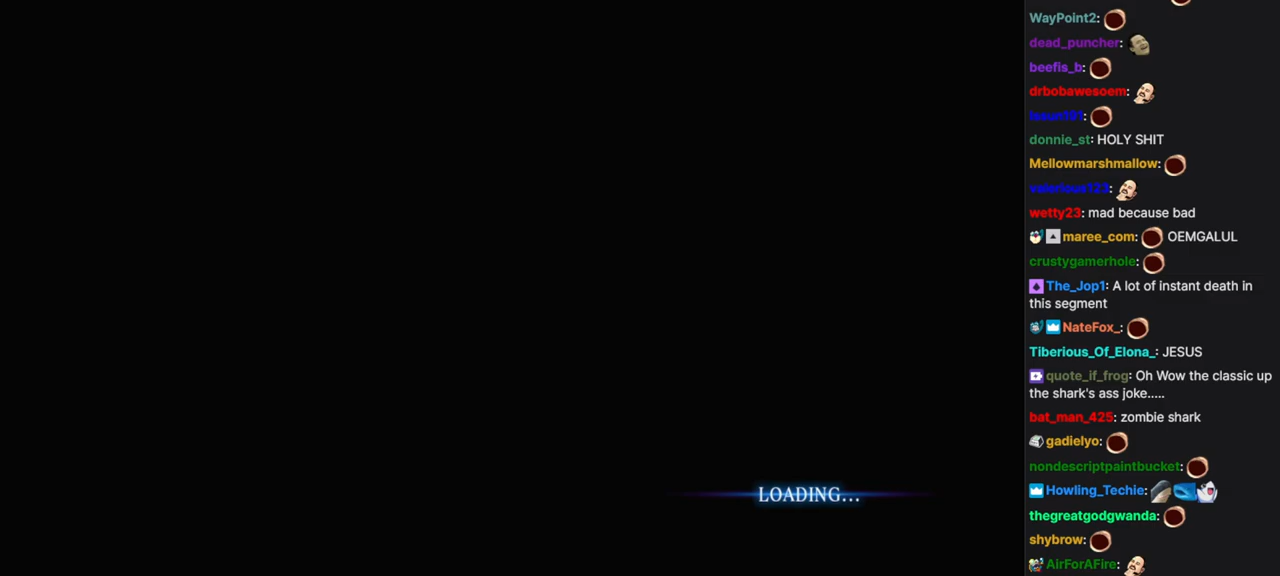 WayPoint2:
dead_puncher:
beefis_b:
drbobawesoem:
donnie_st: HOLY SHIT
Mellowmarshmallow:
valerious123:
wetty23: mad because bad
maree_com: OEMGALUL
crustygamerhole:
The_Jop1: A lot of instant death in
this segment
NateFox_:
Tiberious_Of_Elona_: JESUS
quote_if_frog: Oh Wow the classic up
the shark's ass joke.....
bat_man_425: zombie shark
gadielyo:
nondescriptpaintbucket:
Howling_Techie:
thegreatgodgwanda:
shybrow:
AirForAFire:
LOADING...